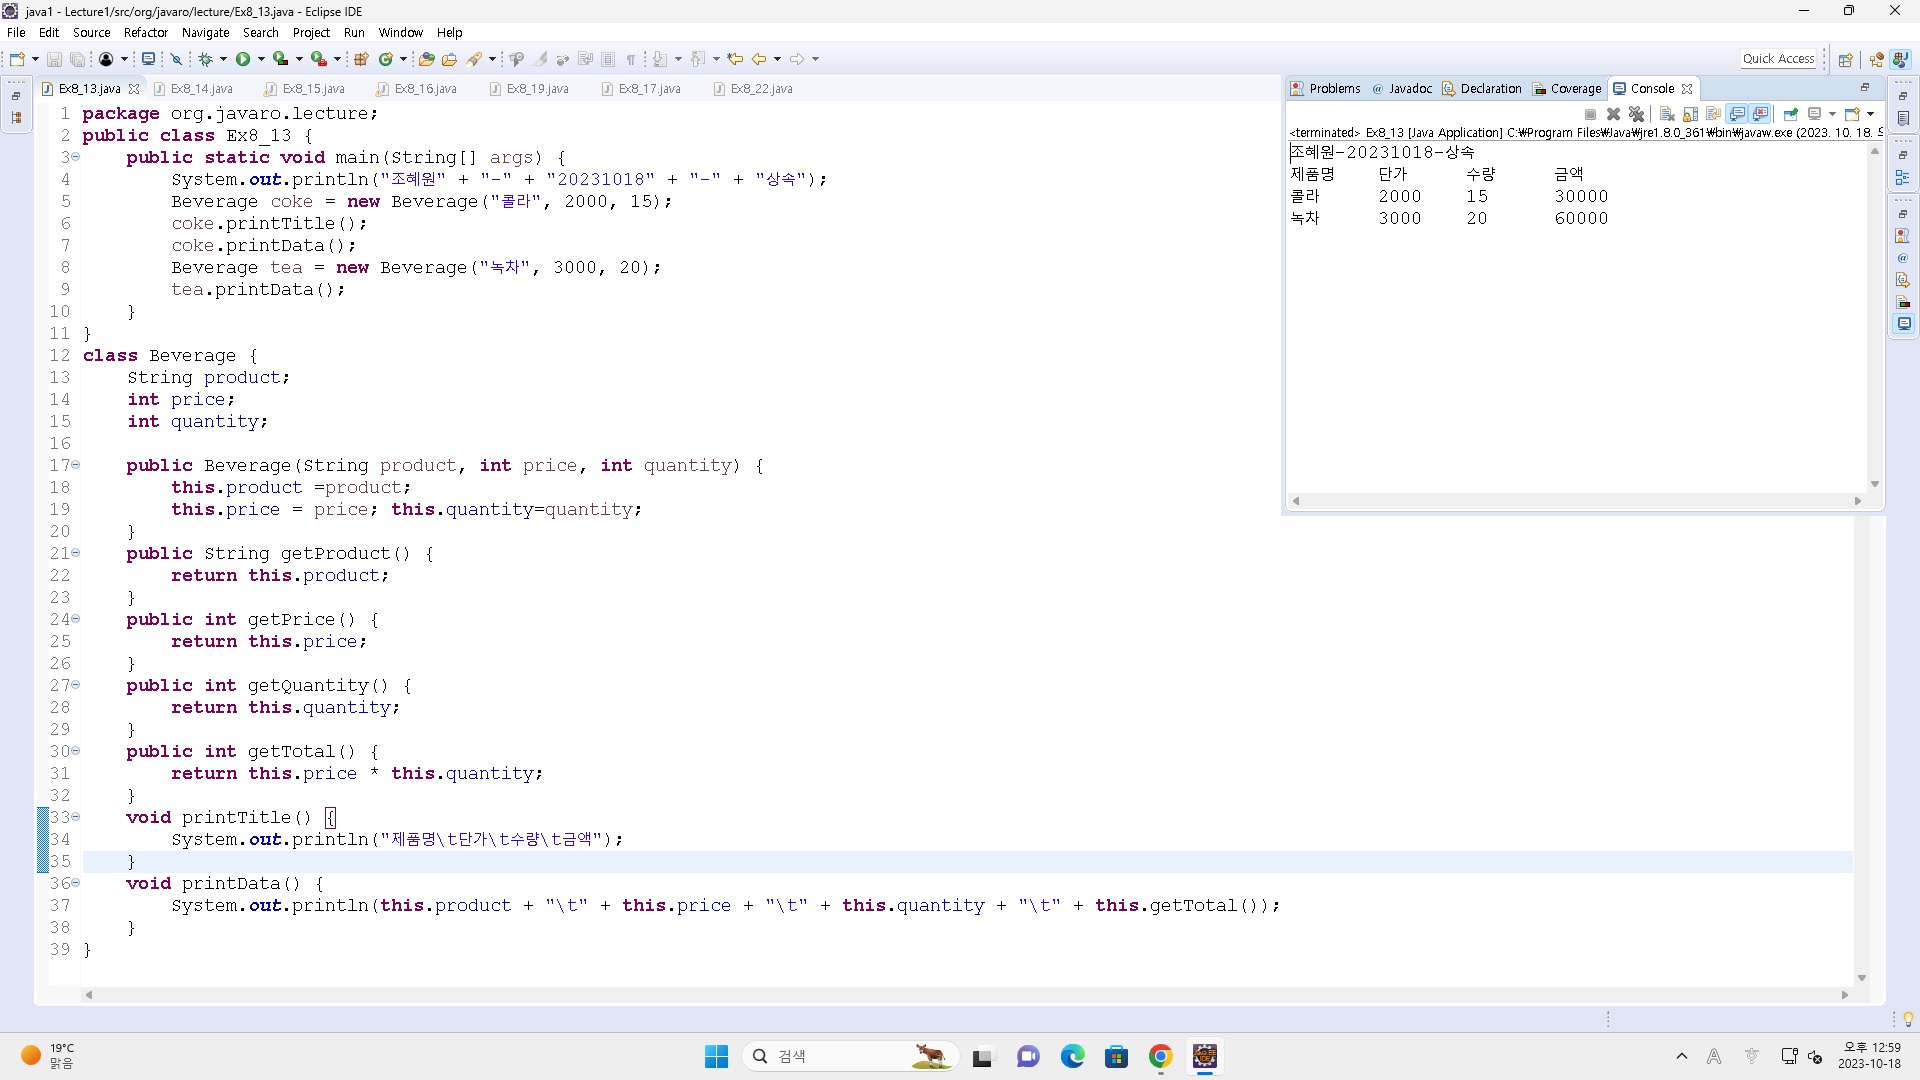 java1 - Lecture1/src/org/javaro/lecture/Ex8_13.java - Eclipse IDE
File Edit Source Refactor Navigate Search Project Run Window Help
Quick Access
Ex8_13.java Ex8_14.java Ex8_15.java Ex8_16.java Ex8_19.java Ex8_17.java Ex8_22.java
1 package org.javaro.lecture;
2 public class Ex8_13 {
3 public static void main(String[] args) {
4 System.out.println("조혜원" + "-" + "20231018" + "-" + "상속");
5 Beverage coke = new Beverage("콜라", 2000, 15);
6 coke.printTitle();
7 coke.printData();
8 Beverage tea = new Beverage("녹차", 3000, 20);
9 tea.printData();
10 }
11 }
12 class Beverage {
13 String product;
14 int price;
15 int quantity;
16
17 public Beverage(String product, int price, int quantity) {
18 this.product =product;
19 this.price = price; this.quantity=quantity;
20 }
21 public String getProduct() {
22 return this.product;
23 }
24 public int getPrice() {
25 return this.price;
26 }
27 public int getQuantity() {
28 return this.quantity;
29 }
30 public int getTotal() {
31 return this.price * this.quantity;
32 }
33 void printTitle() {
34 System.out.println("제품명\t단가\t수량\t금액");
35 }
36 void printData() {
37 System.out.println(this.product + "\t" + this.price + "\t" + this.quantity + "\t" + this.getTotal());
38 }
39 }
Problems @ Javadoc Declaration Coverage Console
<terminated> Ex8_13 [Java Application] C:₩Program Files₩Java₩jre1.8.0_361₩bin₩javaw.exe (2023. 10. 18.
조혜원-20231018-상속
제품명 단가 수량 금액
콜라 2000 15 30000
녹차 3000 20 60000
19°C
맑음
검색
A
오후 12:59
2023-10-18